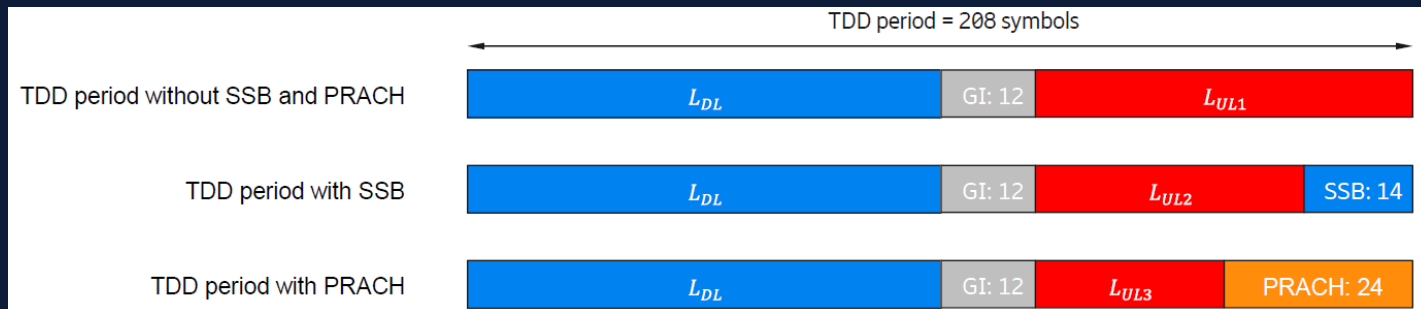 TDD period = 208 symbols
TDD period without SSB and PRACH L_DL GI: 12 L_UL1
TDD period with SSB L_DL GI: 12 L_UL2 SSB: 14
TDD period with PRACH L_DL GI: 12 L_UL3 PRACH: 24